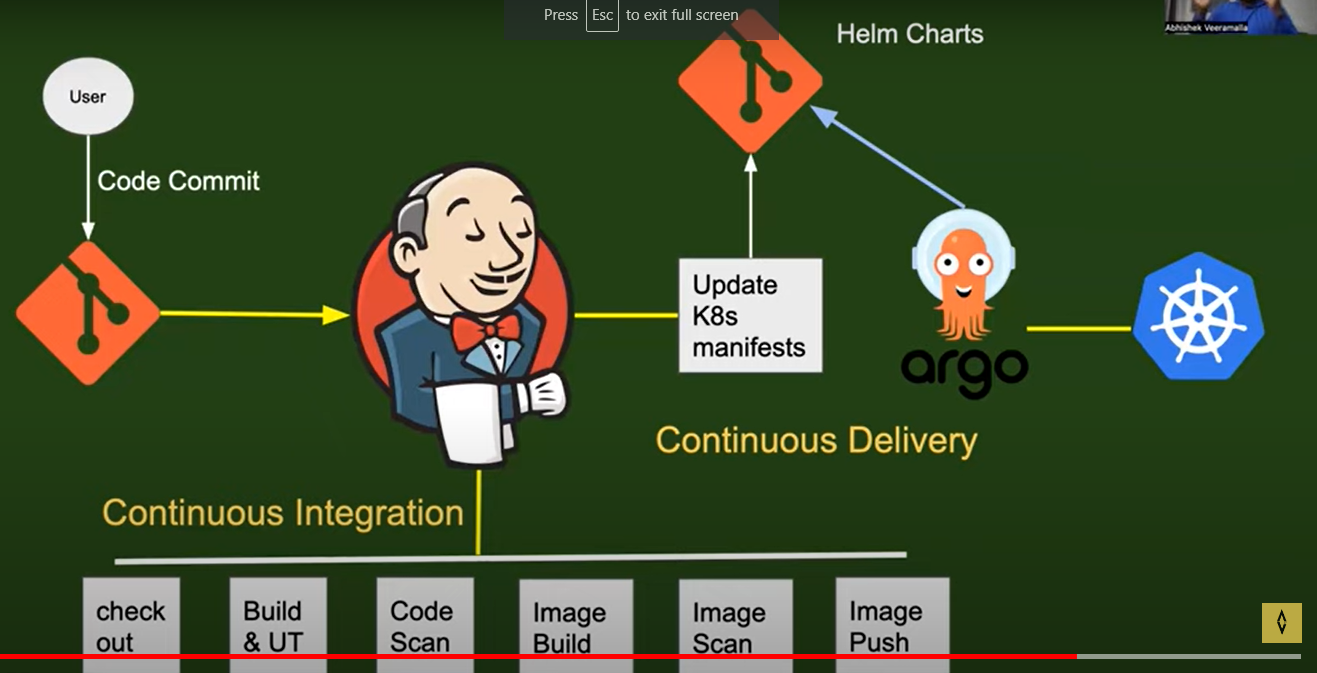 Press Esc to exit full screen
Helm Charts
Abhishek Veeramalla
User
Code Commit
Update
K8s
manifests
argo
Continuous Delivery
Continuous Integration
check
out
Build
& UT
Code
Scan
Image
Build
Image
Scan
Image
Push